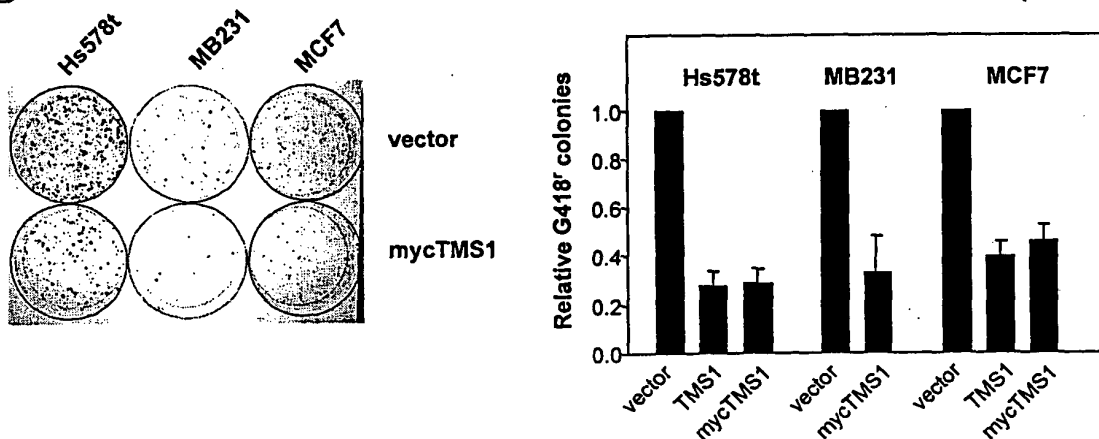 Hs578t
MB231
MCF7
vector
mycTMS1
Relative G418ʳ colonies
1.0
0.8
0.6
0.4
0.2
0.0
Hs578t MB231 MCF7
vector
TMS1
mycTMS1
vector
mycTMS1
vector
TMS1
mycTMS1